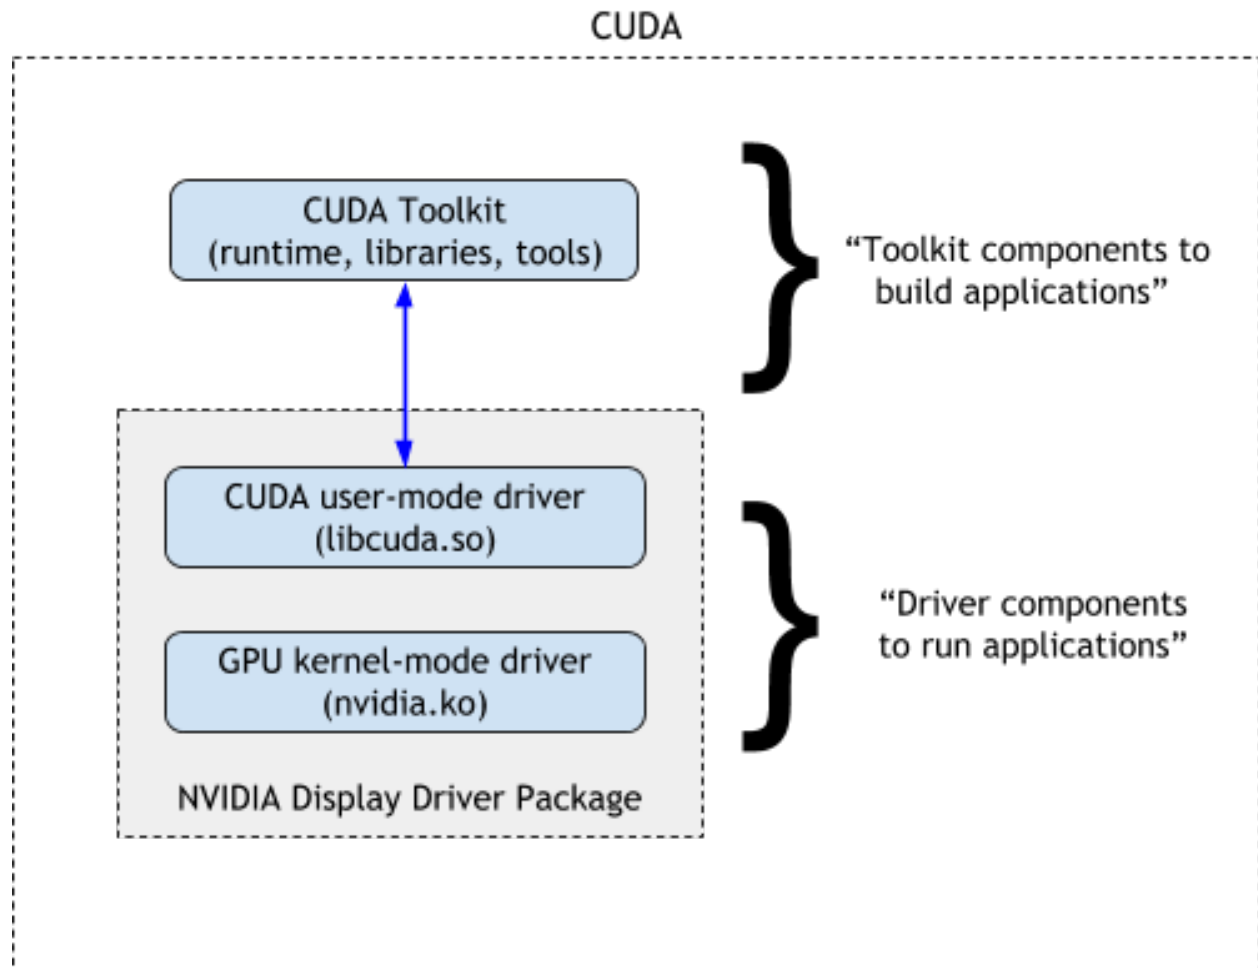 CUDA
CUDA Toolkit
(runtime, libraries, tools)
“Toolkit components to
build applications”
CUDA user-mode driver
(libcuda.so)
GPU kernel-mode driver
(nvidia.ko)
NVIDIA Display Driver Package
“Driver components
to run applications”